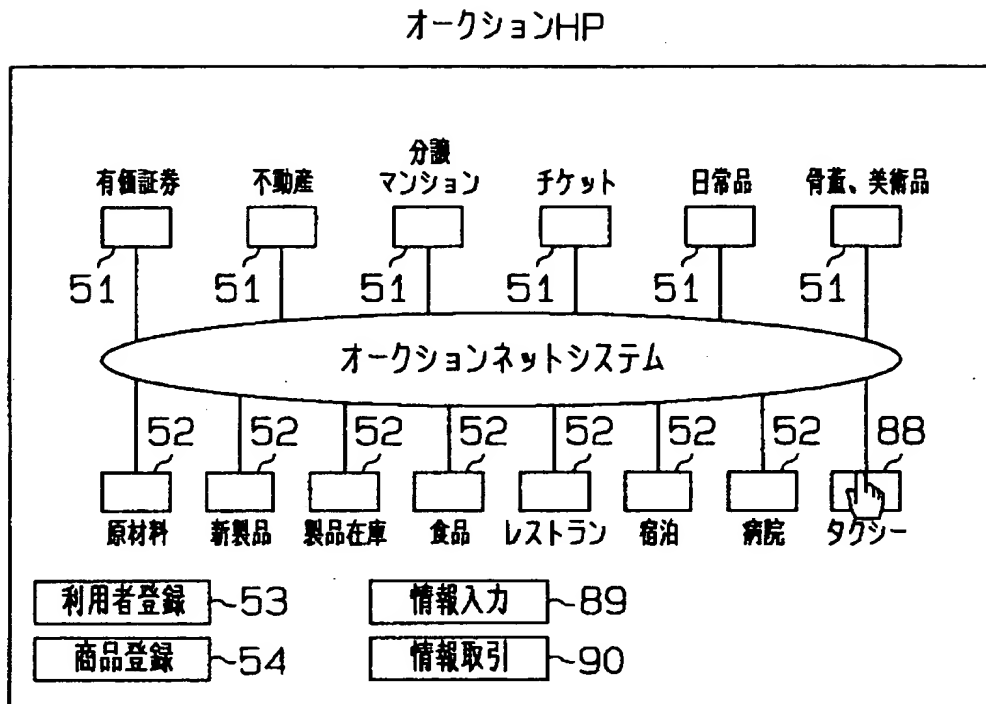 オークションHP
分譲
有価証券 不動産 マンション チケット 日常品 骨董、美術品
51 51 51 51 51 51
オークションネットシステム
52 52 52 52 52 52 52 88
原材料 新製品 製品在庫 食品 レストラン 宿泊 病院 タクシー
利用者登録 53 情報入力 89
商品登録 54 情報取引 90